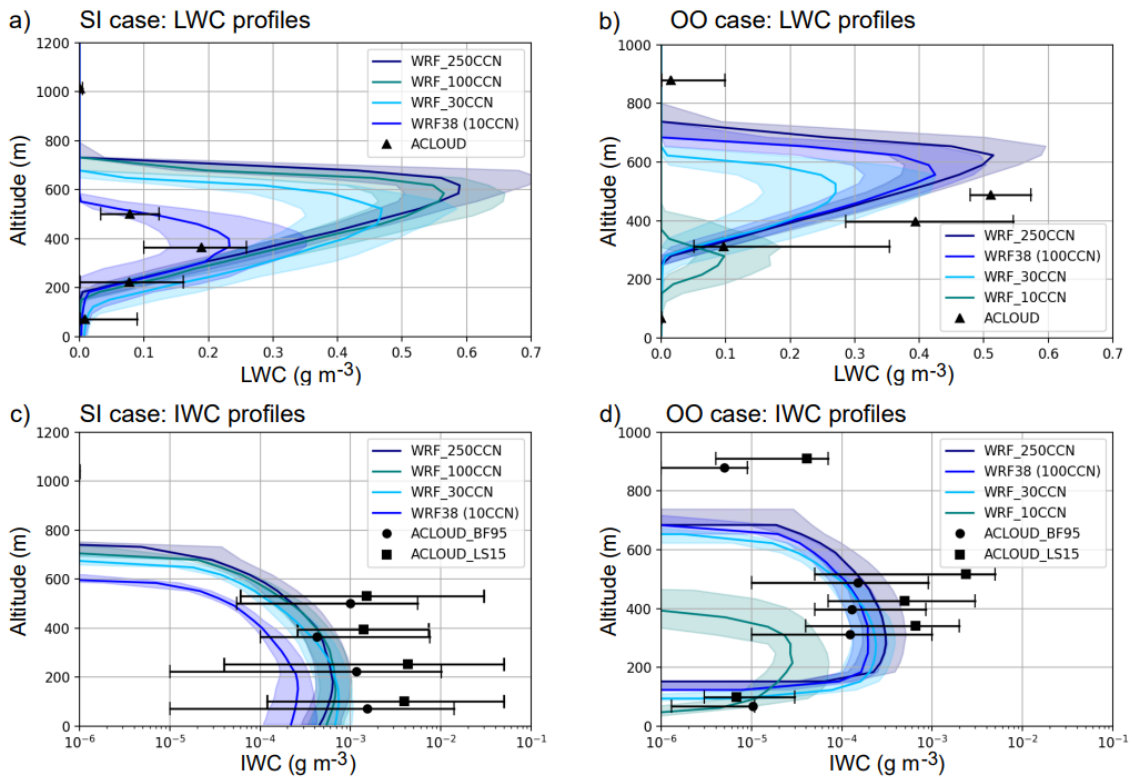 a) SI case: LWC profiles
1200
1000
800
600
400
200
0
Altitude (m)
0.0 0.1 0.2 0.3 0.4 0.5 0.6 0.7
LWC (g m⁻³)
WRF_250CCN
WRF_100CCN
WRF_30CCN
WRF38 (10CCN)
ACLOUD
b) OO case: LWC profiles
1000
800
600
400
200
0
Altitude (m)
0.0 0.1 0.2 0.3 0.4 0.5 0.6 0.7
LWC (g m⁻³)
WRF_250CCN
WRF38 (100CCN)
WRF_30CCN
WRF_10CCN
ACLOUD
c) SI case: IWC profiles
1200
1000
800
600
400
200
0
Altitude (m)
10⁻⁶ 10⁻⁵ 10⁻⁴ 10⁻³ 10⁻² 10⁻¹
IWC (g m⁻³)
WRF_250CCN
WRF_100CCN
WRF_30CCN
WRF38 (10CCN)
ACLOUD_BF95
ACLOUD_LS15
d) OO case: IWC profiles
1000
800
600
400
200
0
Altitude (m)
10⁻⁶ 10⁻⁵ 10⁻⁴ 10⁻³ 10⁻² 10⁻¹
IWC (g m⁻³)
WRF_250CCN
WRF38 (100CCN)
WRF_30CCN
WRF_10CCN
ACLOUD_BF95
ACLOUD_LS15